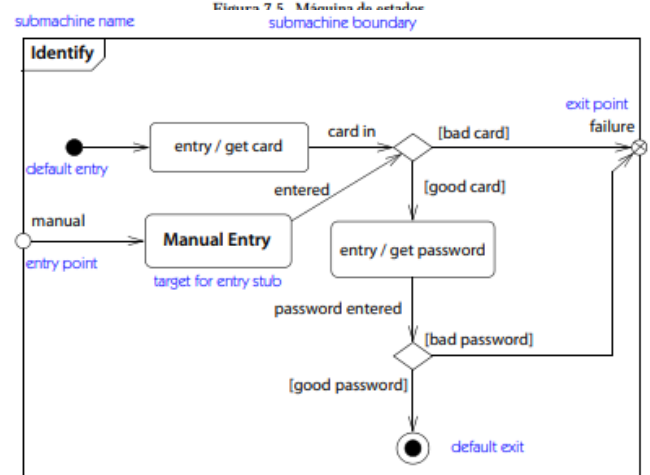 Figura 7.5. Máquina de estados
submachine name
submachine boundary
Identify
exit point
failure
card in
[bad card]
entry / get card
default entry
entered
[good card]
manual
Manual Entry
entry / get password
entry point
target for entry stub
password entered
[bad password]
[good password]
default exit